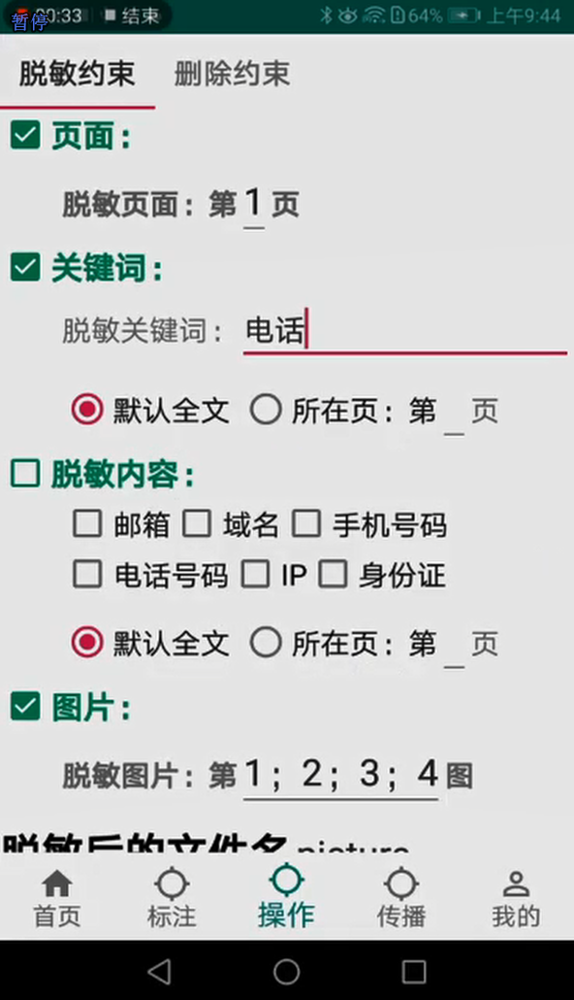 00:33 结束 64% 上午9:44
暂停
脱敏约束 删除约束
页面：
脱敏页面：第 1 页
关键词：
脱敏关键词：电话
默认全文 所在页：第 _ 页
脱敏内容：
邮箱 域名 手机号码
电话号码 IP 身份证
默认全文 所在页：第 _ 页
图片：
脱敏图片：第 1；2；3；4 图
脱敏后的文件名 picture
首页 标注 操作 传播 我的